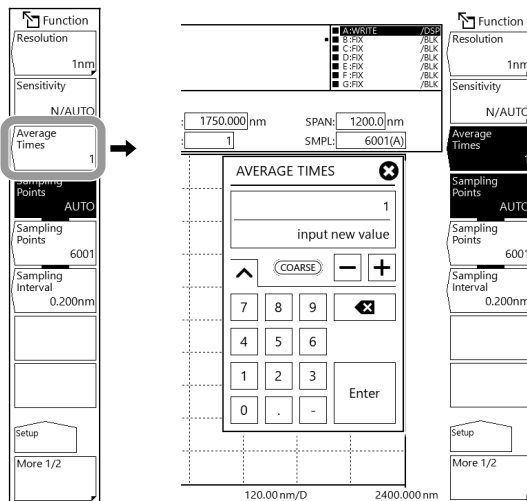 Function
Resolution
1nm
Sensitivity
N/AUTO
Average
Times
1
Sampling
Points
AUTO
Sampling
Points
6001
Sampling
Interval
0.200nm
Setup
More 1/2
A:WRITE /DSP
B:FIX /BLK
C:FIX /BLK
D:FIX /BLK
E:FIX /BLK
F:FIX /BLK
G:FIX /BLK
: 1750.000 nm SPAN: 1200.0 nm
: 1 SMPL: 6001(A)
AVERAGE TIMES
1
input new value
COARSE
7 8 9
4 5 6
1 2 3
Enter
0 . -
120.00 nm/D 2400.000 nm
Function
Resolution
1nm
Sensitivity
N/AUTO
Average
Times
Sampling
Points
AUTO
Sampling
Points
6001
Sampling
Interval
0.200nm
Setup
More 1/2